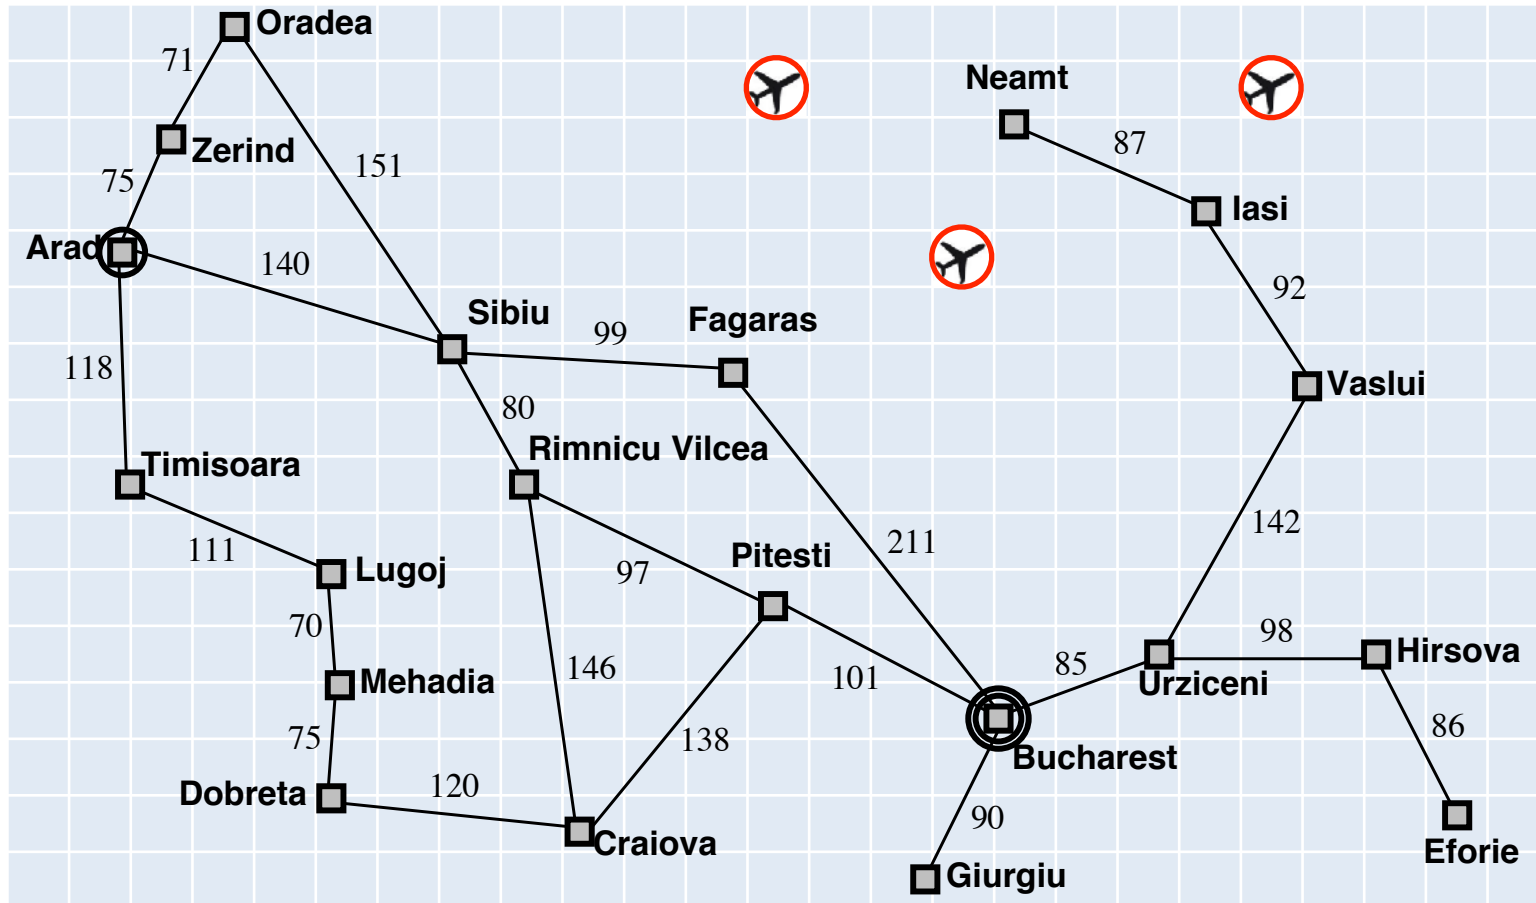 Oradea
71
Neamt
87
Zerind
151
75
Iasi
Arad
140
92
Sibiu
99
Fagaras
118
Vaslui
80
Rimnicu Vilcea
Timisoara
142
211
111
Pitesti
Lugoj
97
70
98
Hirsova
85
146
101
Urziceni
Mehadia
86
75
138
Bucharest
120
Dobreta
90
Craiova
Eforie
Giurgiu